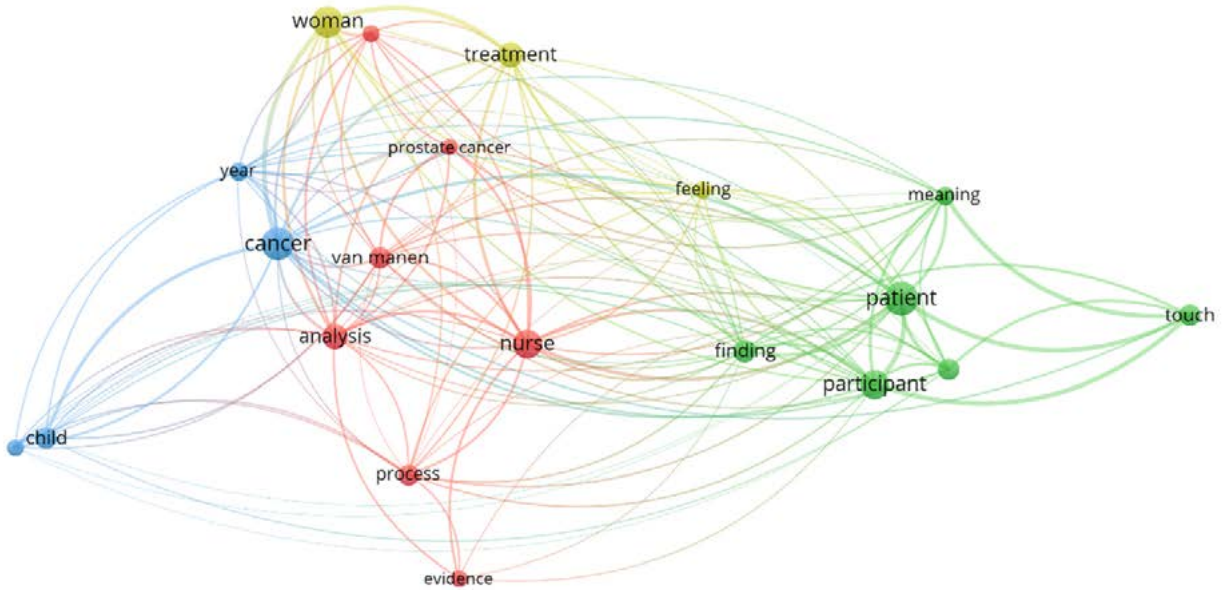 woman
treatment
prostate cancer
year
feeling
meaning
cancer
van manen
patient
touch
analysis
nurse
finding
participant
child
process
evidence